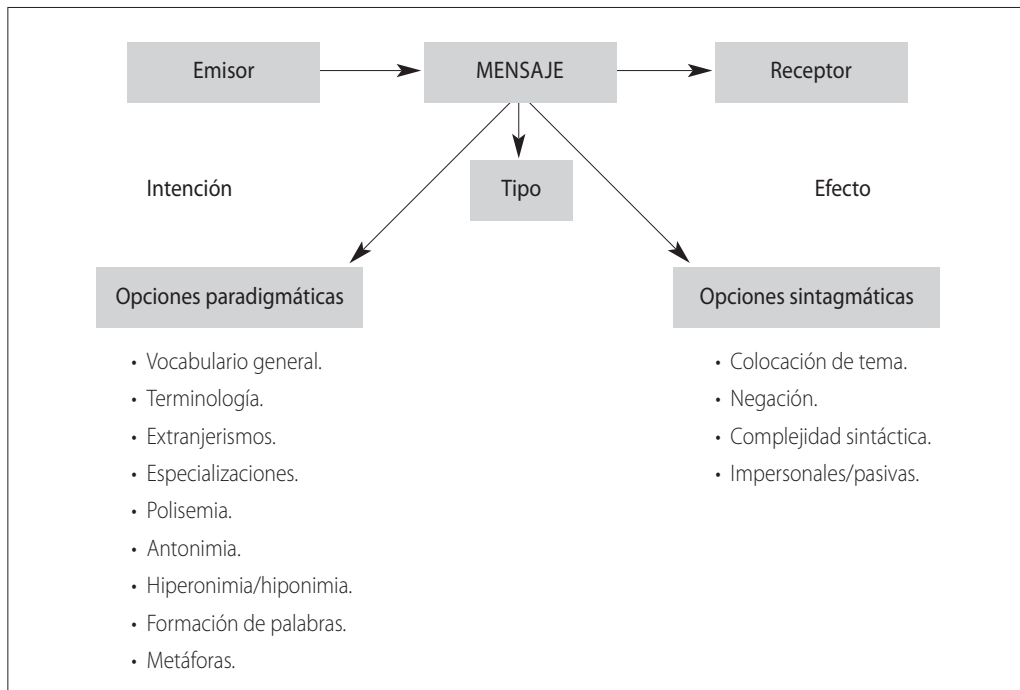 Emisor
MENSAJE
Receptor
Intención
Tipo
Efecto
Opciones paradigmáticas
• Vocabulario general.
• Terminología.
• Extranjerismos.
• Especializaciones.
• Polisemia.
• Antonimia.
• Hiperonimia/hiponimia.
• Formación de palabras.
• Metáforas.
Opciones sintagmáticas
• Colocación de tema.
• Negación.
• Complejidad sintáctica.
• Impersonales/pasivas.